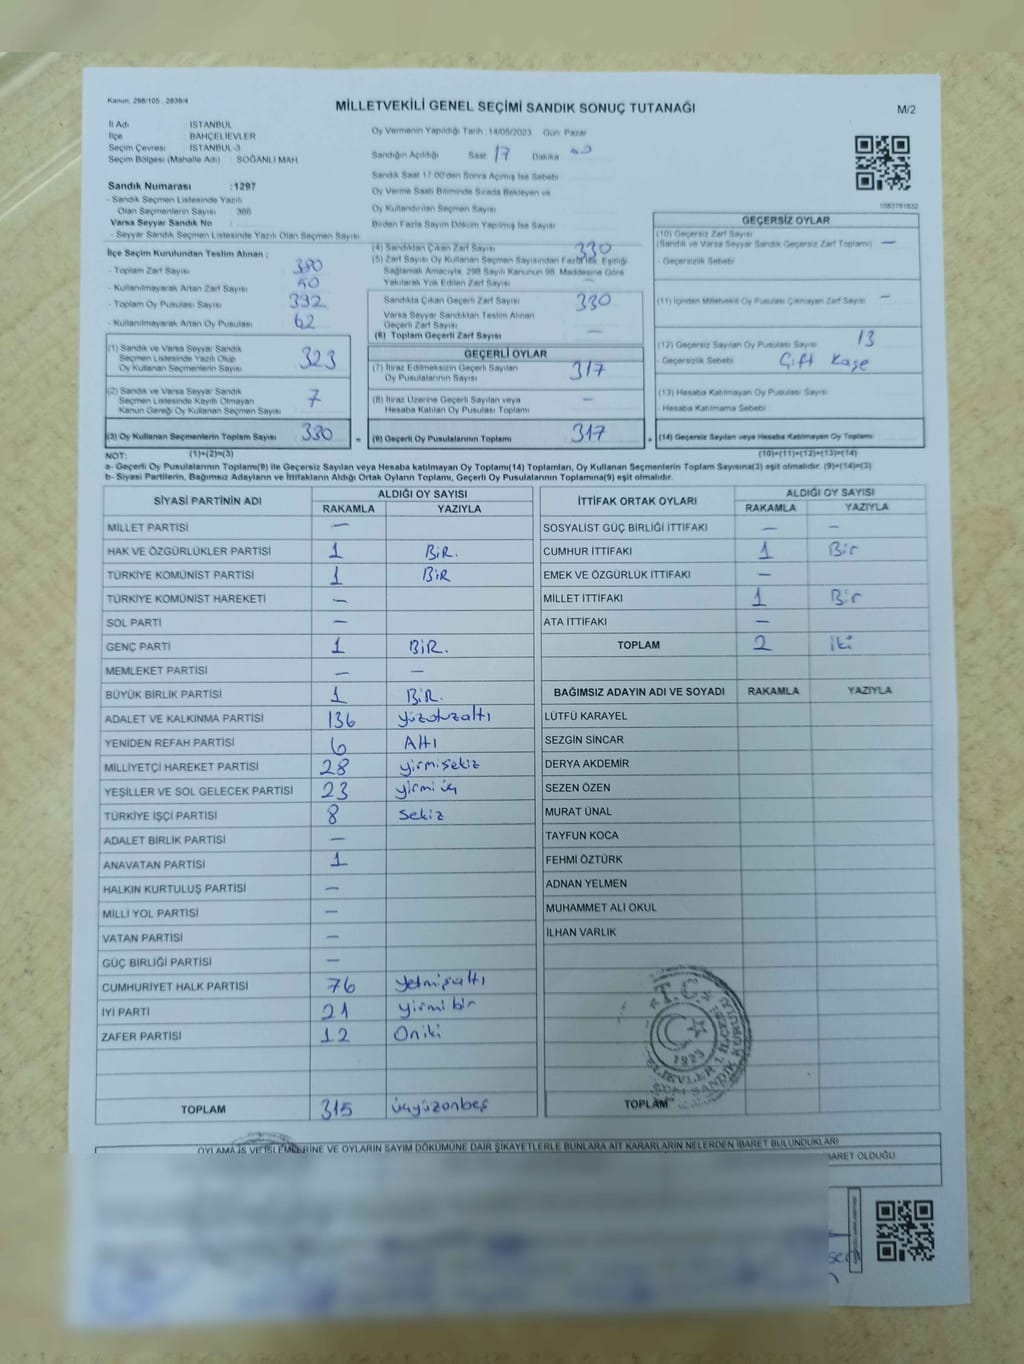 Kanun: 298/105 : 2839/4
MİLLETVEKİLİ GENEL SEÇİMİ SANDIK SONUÇ TUTANAĞI
M/2
İl Adı : İSTANBUL
İlçe : BAHÇELİEVLER
Seçim Çevresi : İSTANBUL-3
Seçim Bölgesi (Mahalle Adı) : SOĞANLI MAH
Sandık Numarası :1297
- Sandık Seçmen Listesinde Yazılı
Olan Seçmenlerin Sayısı : 366
Varsa Seyyar Sandık No :
- Seyyar Seçmen Listesinde Yazılı Olan Seçmen Sayısı
Oy Vermenin Yapıldığı Tarih :14/05/2023 Gün: Pazar
Sandığın Açıldığı Saat 17 Dakika
Sandık Saat 17:00'den Sonra Açımış İse Sebebi
Oy Verme Saati Bitiminde Sırada Bekleyen ve
Oy Kullandırılan Seçmen Sayısı
Birden Fazla Sayım Döküm Yapılmış İse Sayısı
1083781832
İlçe Seçim Kurulundan Teslim Alınan ;
- Toplam Zarf Sayısı 380
- Kullanılmayarak Artan Zarf Sayısı 50
- Toplam Oy Pusulası Sayısı 392
- Kullanılmayarak Artan Oy Pusulası 62
(4) Sandıktan Çıkan Zarf Sayısı 330
(5) Zarf Sayısı Oy Kullanan Seçmen Sayısından Fazla İse, Eşitliği
Sağlamak Amacıyla, 298 Sayılı Kanunun 98. Maddesine Göre
Yakılarak Yok Edilen Zarf Sayısı —
Sandıkta Çıkan Geçerli Zarf Sayısı 330
Varsa Seyyar Sandıktan Teslim Alınan
Geçerli Zarf Sayısı
(6) Toplam Geçerli Zarf Sayısı —
GEÇERSİZ OYLAR
(10) Geçersiz Zarf Sayısı
(Sandık ve Varsa Seyyar Sandık Geçersiz Zarf Toplamı) —
- Geçersizlik Sebebi
(11) İçinden Milletvekili Oy Pusulası Çıkmayan Zarf Sayısı —
(12) Geçersiz Sayılan Oy Pusulası Sayısı 13
- Geçersizlik Sebebi Çift Kaşe
(13) Hesaba Katılmayan Oy Pusulası Sayısı
Hesaba Katılmama Sebebi
(14) Geçersiz Sayılan veya Hesaba Katılmayan Oy Toplamı
(10)+(11)+(12)+(13)=(14)
(1) Sandık ve Varsa Seyyar Sandık
Seçmen Listesinde Yazılı Olup
Oy Kullanan Seçmenlerin Sayısı 323
(2) Sandık ve Varsa Seyyar Sandık
Seçmen Listesinde Kayıtlı Olmayan
Kanun Gereği Oy Kullanan Seçmen Sayısı 7
(3) Oy Kullanan Seçmenlerin Toplam Sayısı 330
GEÇERLİ OYLAR
(7) İtiraz Edilmeksizin Geçerli Sayılan
Oy Pusulalarının Sayısı 317
(8) İtiraz Üzerine Geçerli Sayılan veya
Hesaba Katılan Oy Pusulası Toplamı —
= (9) Geçerli Oy Pusulalarının Toplamı 317 +
NOT: (1)+(2)=(3)
a- Geçerli Oy Pusulalarının Toplamı(9) ile Geçersiz Sayılan veya Hesaba katılmayan Oy Toplamı(14) Toplamları, Oy Kullanan Seçmenlerin Toplam Sayısına(3) eşit olmalıdır. (9)+(14)=(3)
b- Siyasi Partilerin, Bağımsız Adayların ve İttifakların Aldığı Ortak Oyların Toplamı, Geçerli Oy Pusulalarının Toplamına(9) eşit olmalıdır.
SİYASİ PARTİNİN ADI ALDIĞI OY SAYISI
RAKAMLA YAZIYLA
MİLLET PARTİSİ —
HAK VE ÖZGÜRLÜKLER PARTİSİ 1 BİR.
TÜRKİYE KOMÜNİST PARTİSİ 1 BİR
TÜRKİYE KOMÜNİST HAREKETİ —
SOL PARTİ —
GENÇ PARTİ 1 BİR.
MEMLEKET PARTİSİ — —
BÜYÜK BİRLİK PARTİSİ 1 BİR.
ADALET VE KALKINMA PARTİSİ 136 yüzotuzaltı
YENİDEN REFAH PARTİSİ 6 Altı
MİLLİYETÇİ HAREKET PARTİSİ 28 yirmisekiz
YEŞİLLER VE SOL GELECEK PARTİSİ 23 yirmi üç
TÜRKİYE İŞÇİ PARTİSİ 8 sekiz
ADALET BİRLİK PARTİSİ —
ANAVATAN PARTİSİ 1
HALKIN KURTULUŞ PARTİSİ —
MİLLİ YOL PARTİSİ —
VATAN PARTİSİ —
GÜÇ BİRLİĞİ PARTİSİ —
CUMHURİYET HALK PARTİSİ 76 yetmişaltı
İYİ PARTİ 21 yirmi bir
ZAFER PARTİSİ 12 Oniki
TOPLAM 315 üçyüzonbeş
İTTİFAK ORTAK OYLARI ALDIĞI OY SAYISI
RAKAMLA YAZIYLA
SOSYALİST GÜÇ BİRLİĞİ İTTİFAKI — —
CUMHUR İTTİFAKI 1 Bir
EMEK VE ÖZGÜRLÜK İTTİFAKI —
MİLLET İTTİFAKI 1 Bir
ATA İTTİFAKI —
TOPLAM 2 iki
BAĞIMSIZ ADAYIN ADI VE SOYADI RAKAMLA YAZIYLA
LÜTFÜ KARAYEL
SEZGİN SİNCAR
DERYA AKDEMİR
SEZEN ÖZEN
MURAT ÜNAL
TAYFUN KOCA
FEHMİ ÖZTÜRK
ADNAN YELMEN
MUHAMMET ALİ OKUL
İLHAN VARLIK
T.C.
1923
SANDIK KURULU
TOPLAM
VE OYLARIN SAYIM DÖKÜMÜNE DAİR ŞİKAYETLERLE BUNLARA AİT KARARLARIN NELERDEN İBARET BULUNDUKLARI
OLDUĞU